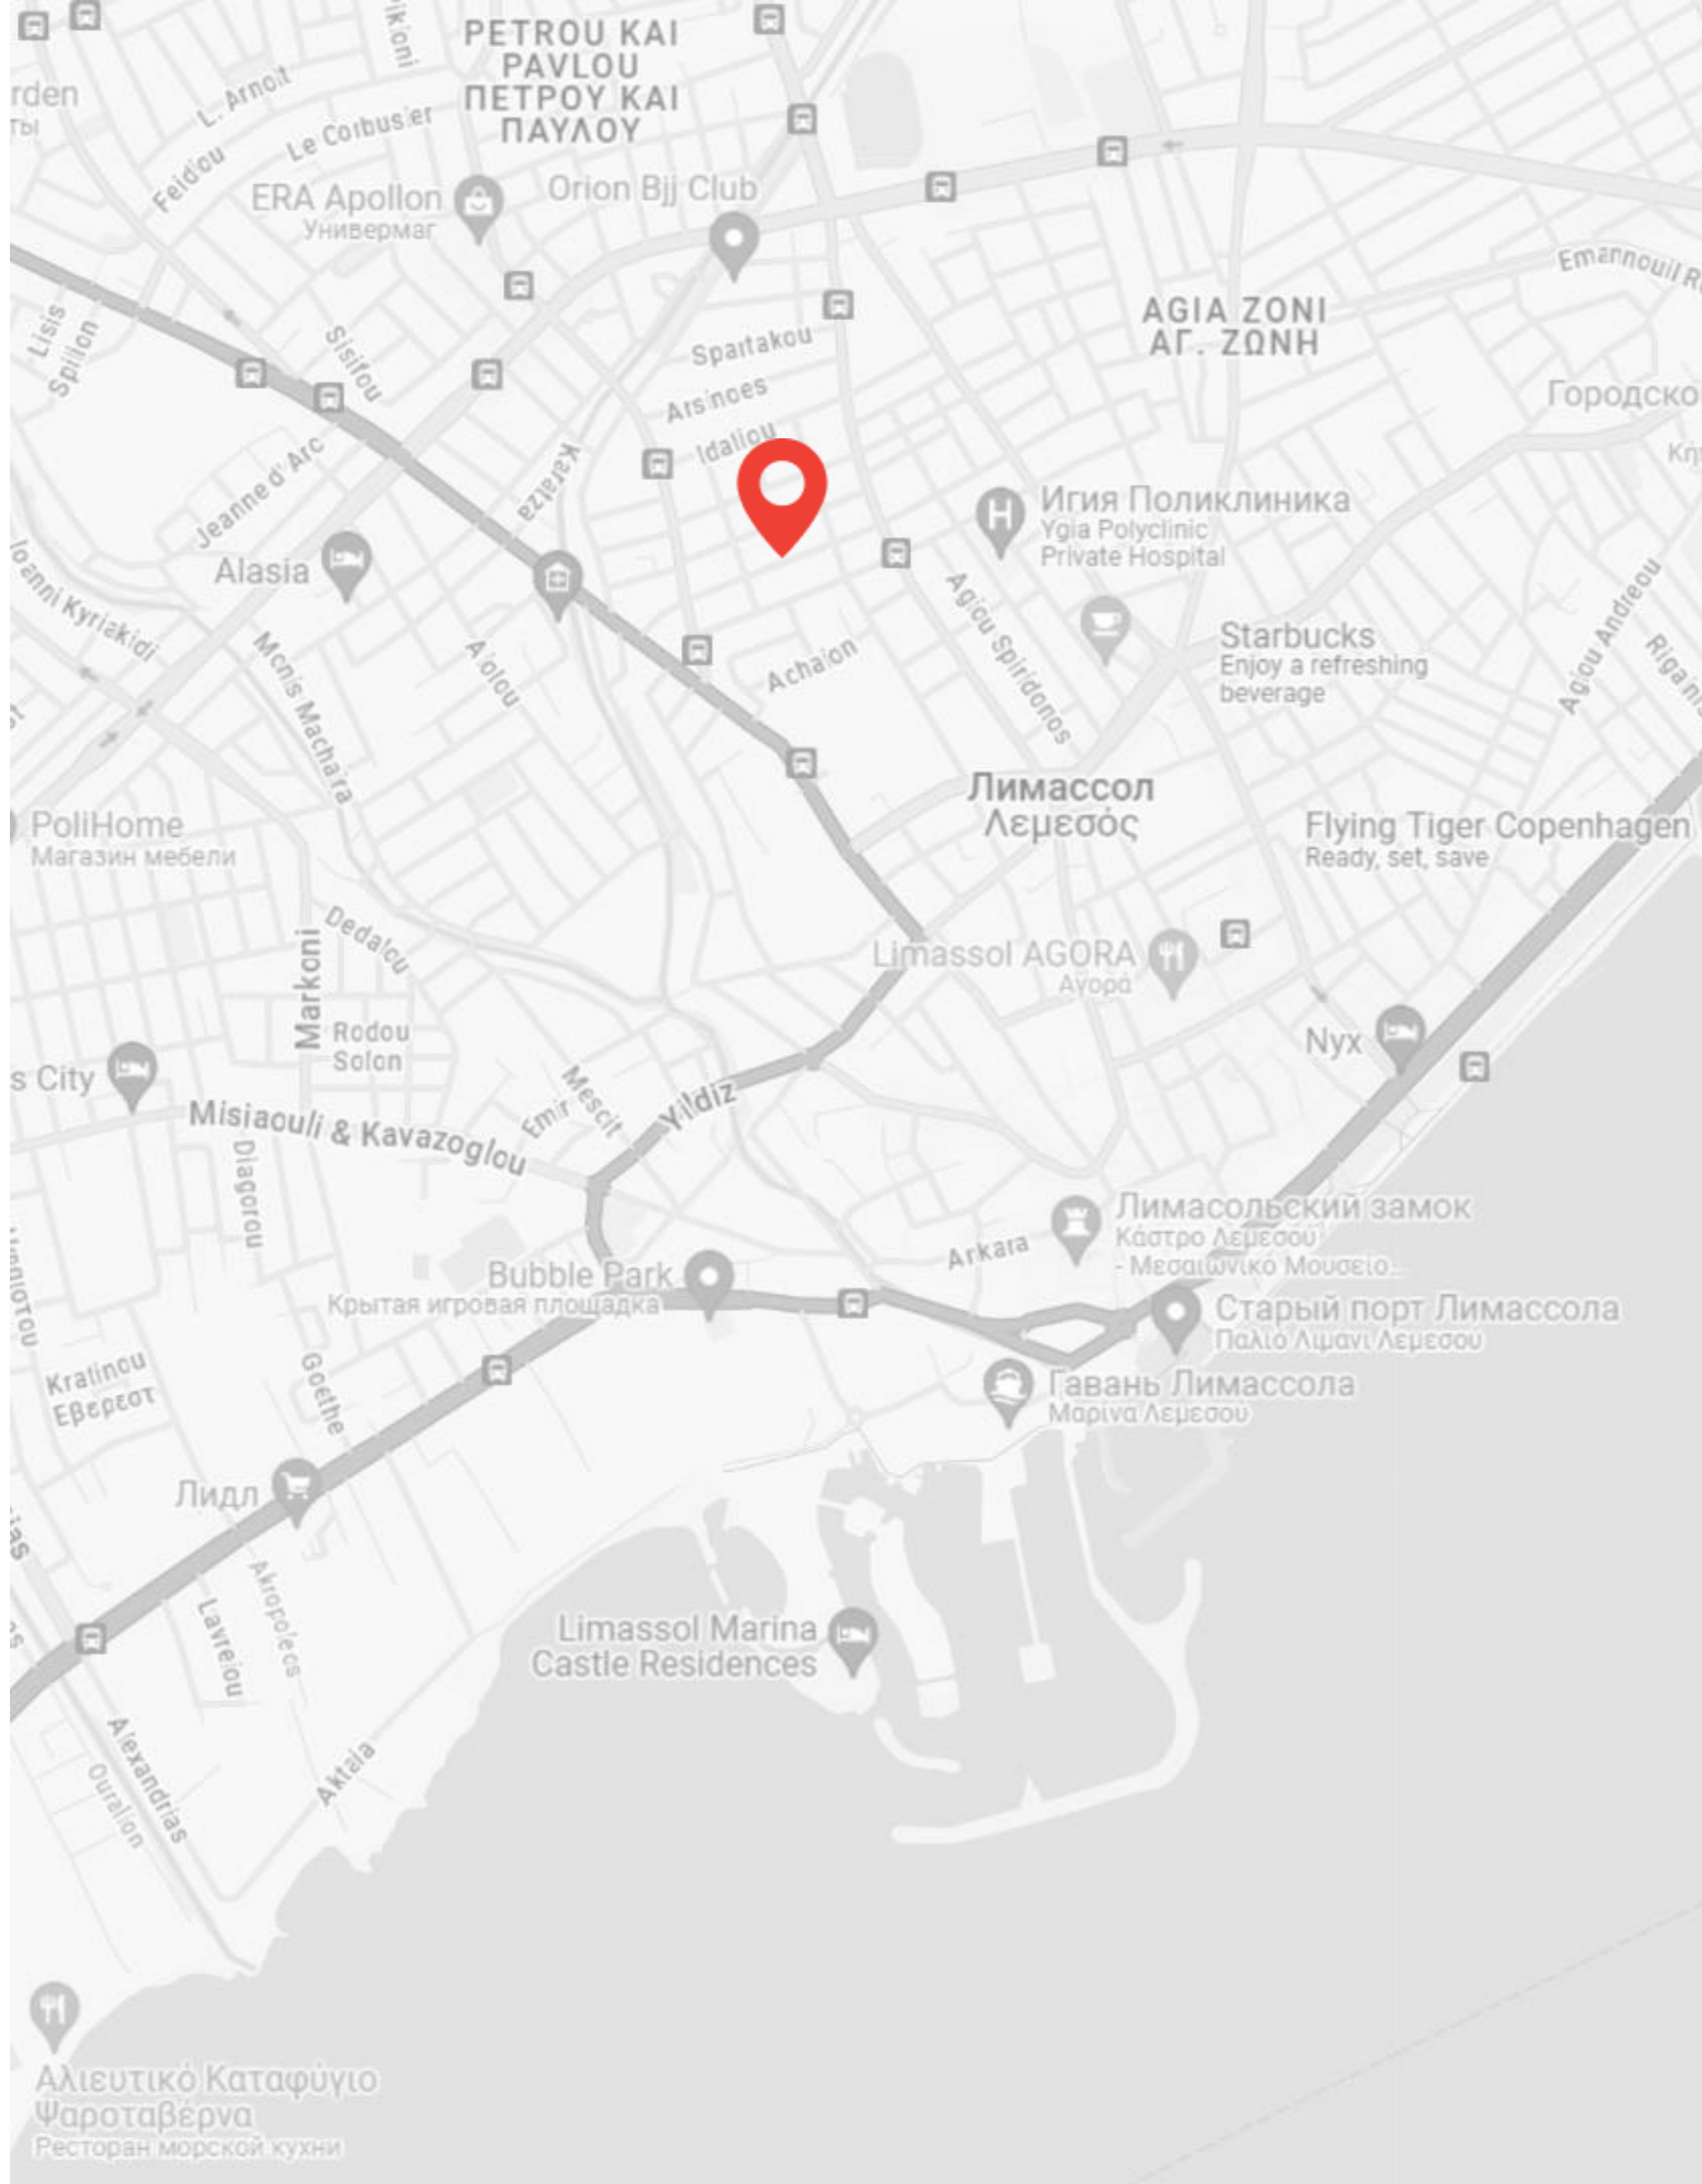 PETROU KAI
PAVLOU
ΠΕΤΡΟΥ ΚΑΙ
ΠΑΥΛΟΥ
rden
ты
L. Arnoit
Le Corbusier
Feidiou
ERA Apollon
Универмаг
Orion Bjj Club
Emannouil R
AGIA ZONI
ΑΓ. ΖΩΝΗ
Lisis
Spilion
Sisifou
Spartakou
Arsinoes
Idaliou
Городско
Karatza
Jeanne d' Arc
Игия Поликлиника
Ygia Polyclinic
Private Hospital
Alasia
Ioanni Kyriakidi
Monis Machaira
Aiolou
Achaion
Agiou Spiridonos
Starbucks
Enjoy a refreshing
beverage
Agiou Andreou
Лимассол
Λεμεσός
PoliHome
Магазин мебели
Flying Tiger Copenhagen
Ready, set, save
Dedalou
Markoni
Limassol AGORA
Αγορά
Rodou
Solon
Nyx
s City
Misiaouli & Kavazoglou
Emir
Mescit
Yildiz
Diagorou
Лимасольский замок
Κάστρο Λεμεσού
- Μεσαιωνικό Μουσείο...
Arkara
Bubble Park
Крытая игровая площадка
Старый порт Лимассола
Παλιό Λιμάνι Λεμεσού
Гавань Лимассола
Μαρίνα Λεμεσού
Kratinou
Εβερεστ
Goethe
Лидл
Akropoleos
Lavreiou
Limassol Marina
Castle Residences
Alexandrias
Ouralion
Aktaia
Αλιευτικό Καταφύγιο
Ψαροταβέρνα
Ресторан морской кухни